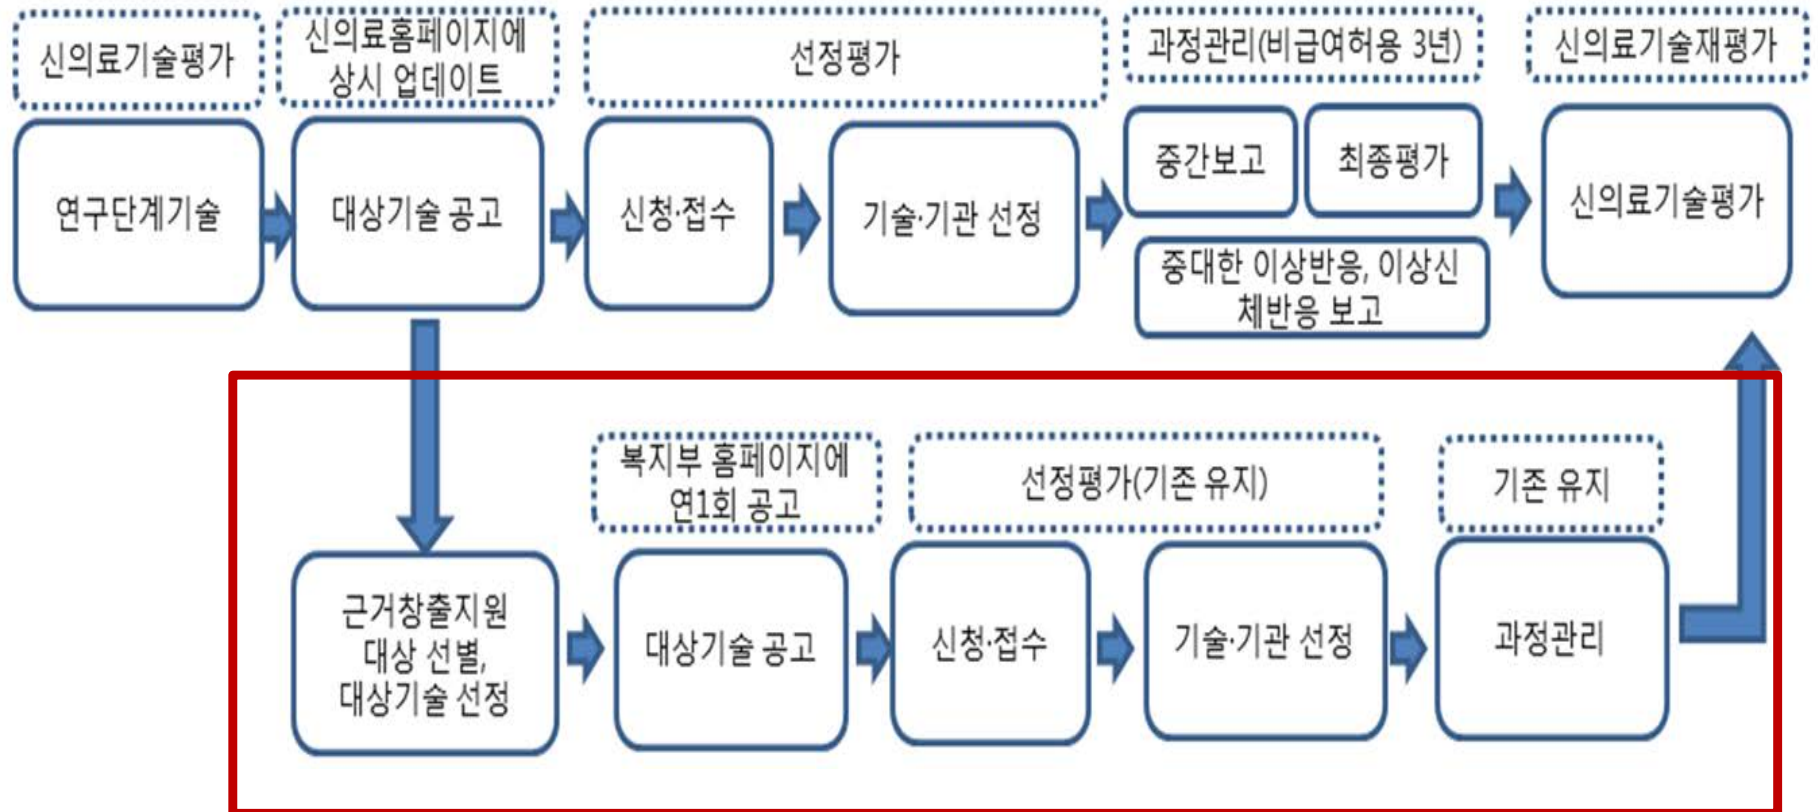 신의료기술평가
신의료홈페이지에
상시 업데이트
선정평가
과정관리(비급여허용 3년)
신의료기술재평가
연구단계기술
대상기술 공고
신청·접수
기술·기관 선정
중간보고
최종평가
중대한 이상반응, 이상신
체반응 보고
신의료기술평가
복지부 홈페이지에
연1회 공고
선정평가(기존 유지)
기존 유지
근거창출지원
대상 선별,
대상기술 선정
대상기술 공고
신청·접수
기술·기관 선정
과정관리